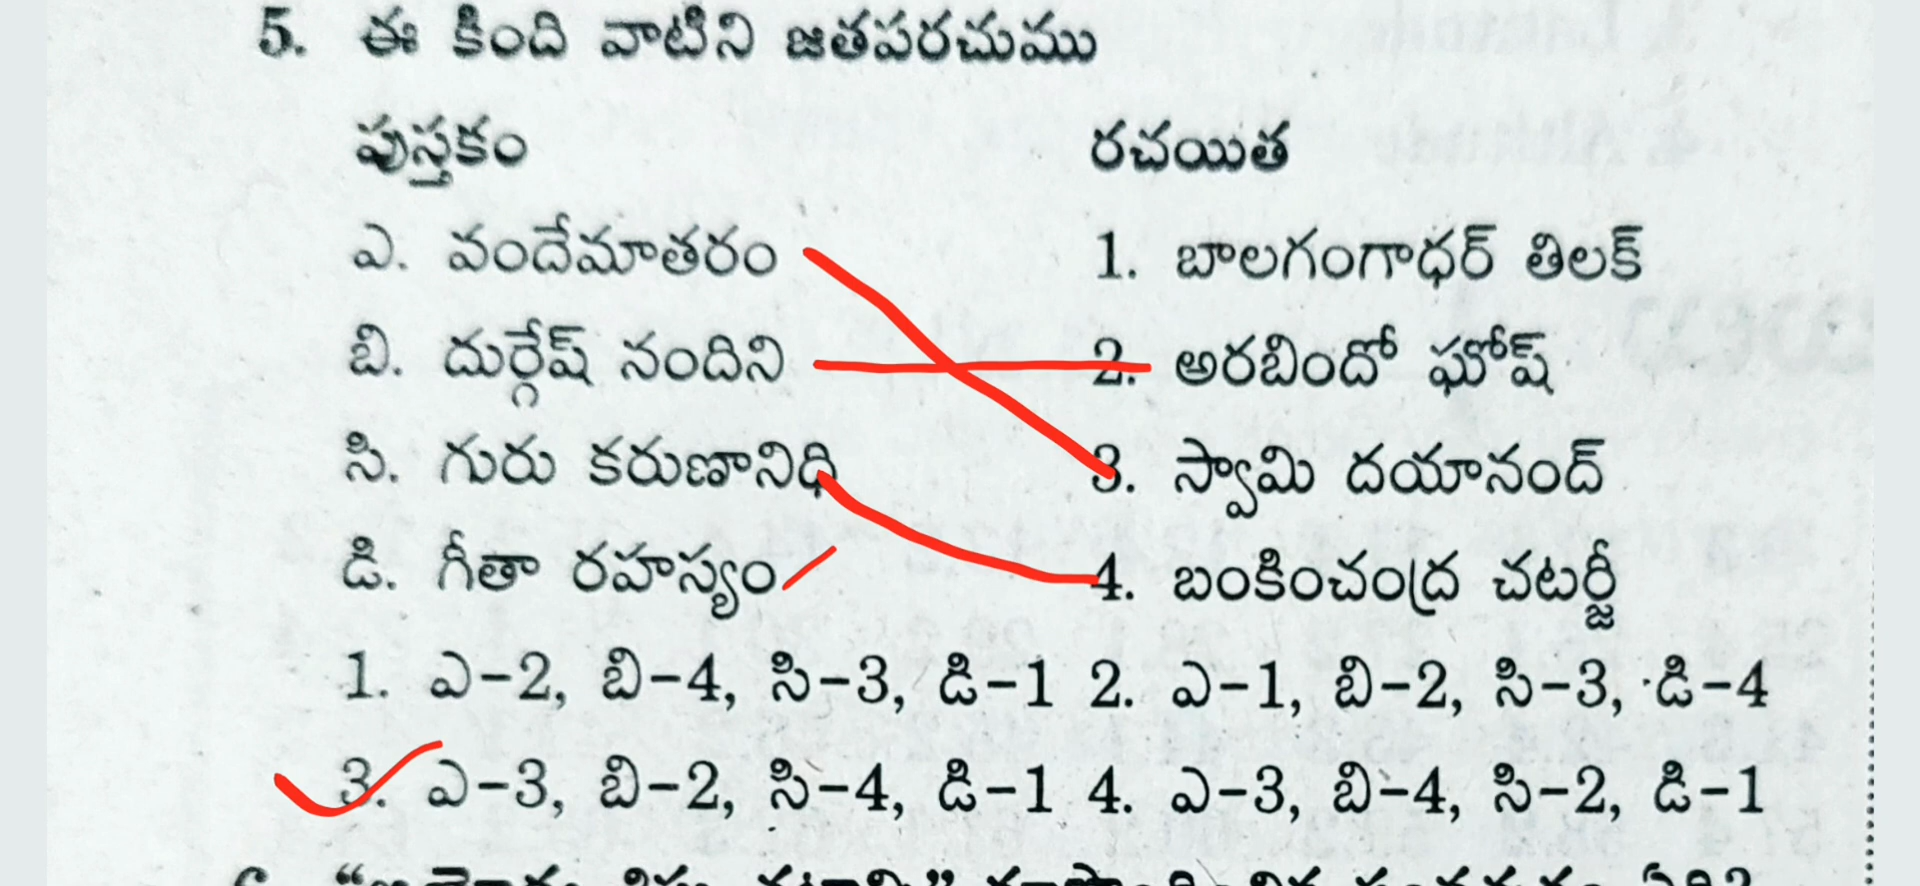 5. ఈ కింది వాటిని జతపరచుము
పుస్తకం రచయిత
ఎ. వందేమాతరం 1. బాలగంగాధర్ తిలక్
బి. దుర్గేష్ నందిని 2. అరబిందో ఘోష్
సి. గురు కరుణానిధి 3. స్వామి దయానంద్
డి. గీతా రహస్యం 4. బంకించంద్ర చటర్జీ
1. ఎ-2, బి-4, సి-3, డి-1 2. ఎ-1, బి-2, సి-3, డి-4
3. ఎ-3, బి-2, సి-4, డి-1 4. ఎ-3, బి-4, సి-2, డి-1